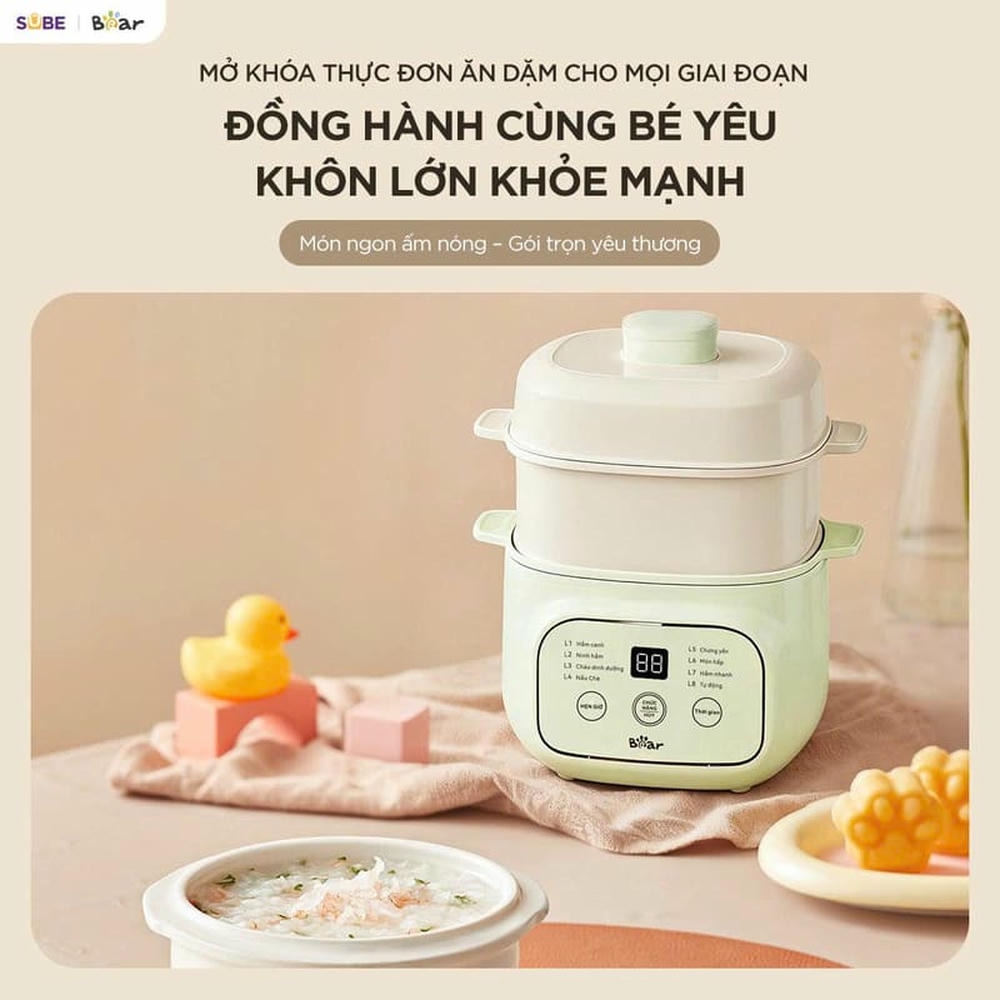 SUBE | Bear
MỞ KHÓA THỰC ĐƠN ĂN DẶM CHO MỌI GIAI ĐOẠN
ĐỒNG HÀNH CÙNG BÉ YÊU
KHÔN LỚN KHỎE MẠNH
Món ngon ấm nóng – Gói trọn yêu thương
L1 Hầm canh
L2 Ninh hầm
L3 Cháo dinh dưỡng
L4 Nấu Chè
88
L5 Chưng yến
L6 Món hấp
L7 Hầm nhanh
L8 Tự động
HẸN GIỜ
CHỨC NĂNG
HỦY
Thời gian
Bear